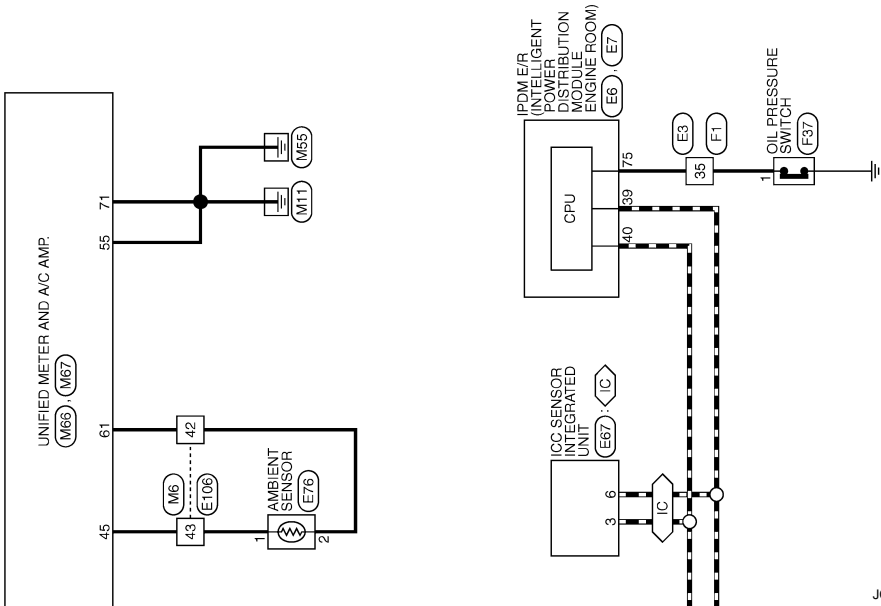 UNIFIED METER AND A/C AMP.
M66 , M67
45
61
55
71
43
42
M6
E106
AMBIENT
SENSOR
E76
1
2
M11
M55
ICC SENSOR
INTEGRATED
UNIT
E67 : IC
3
6
IC
IPDM E/R
(INTELLIGENT
POWER
DISTRIBUTION
MODULE
ENGINE ROOM)
E6 , E7
CPU
40
39
75
35
E3
F1
OIL PRESSURE
SWITCH
F37
1